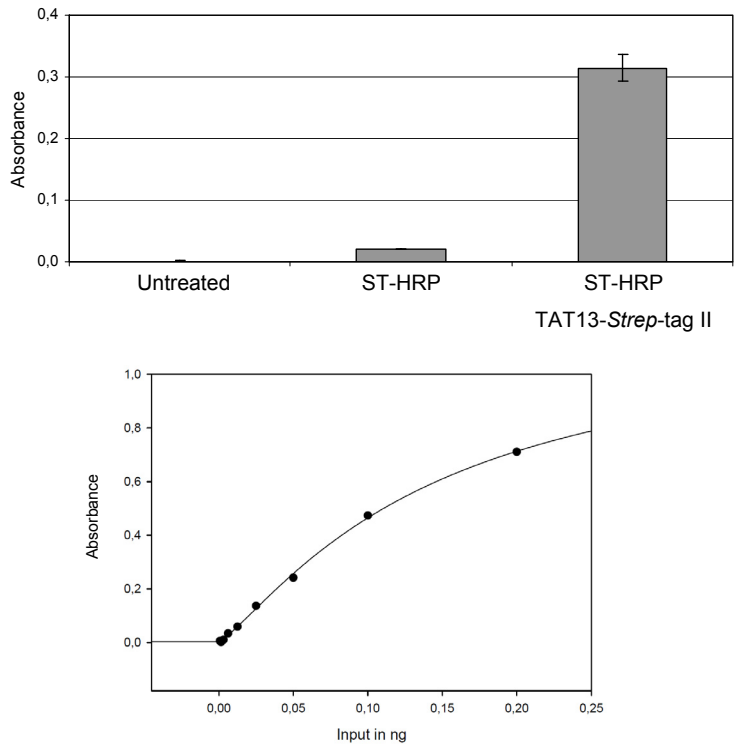 0,4
0,3
0,2
0,1
0,0
Absorbance
Untreated ST-HRP ST-HRP
TAT13-Strep-tag II
1,0
0,8
0,6
0,4
0,2
0,0
Absorbance
0,00 0,05 0,10 0,15 0,20 0,25
Input in ng